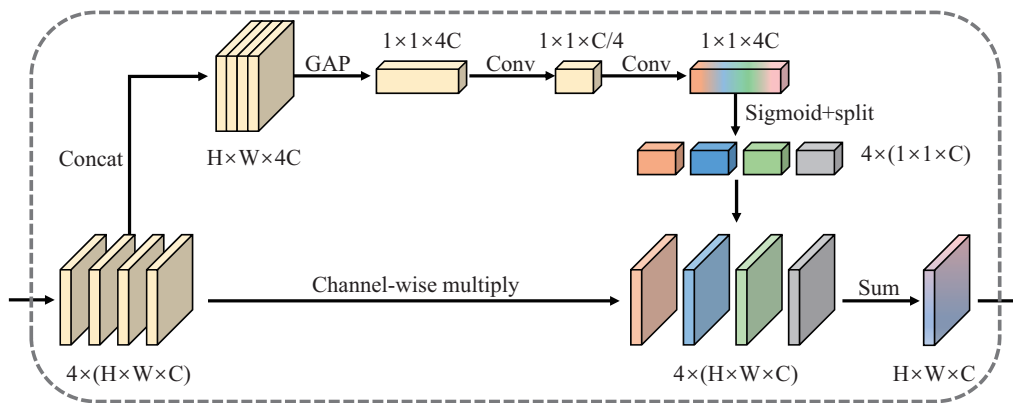 1×1×4C
1×1×C/4
1×1×4C
GAP
Conv
Conv
Sigmoid+split
Concat
H×W×4C
4×(1×1×C)
Channel-wise multiply
Sum
4×(H×W×C)
4×(H×W×C)
H×W×C